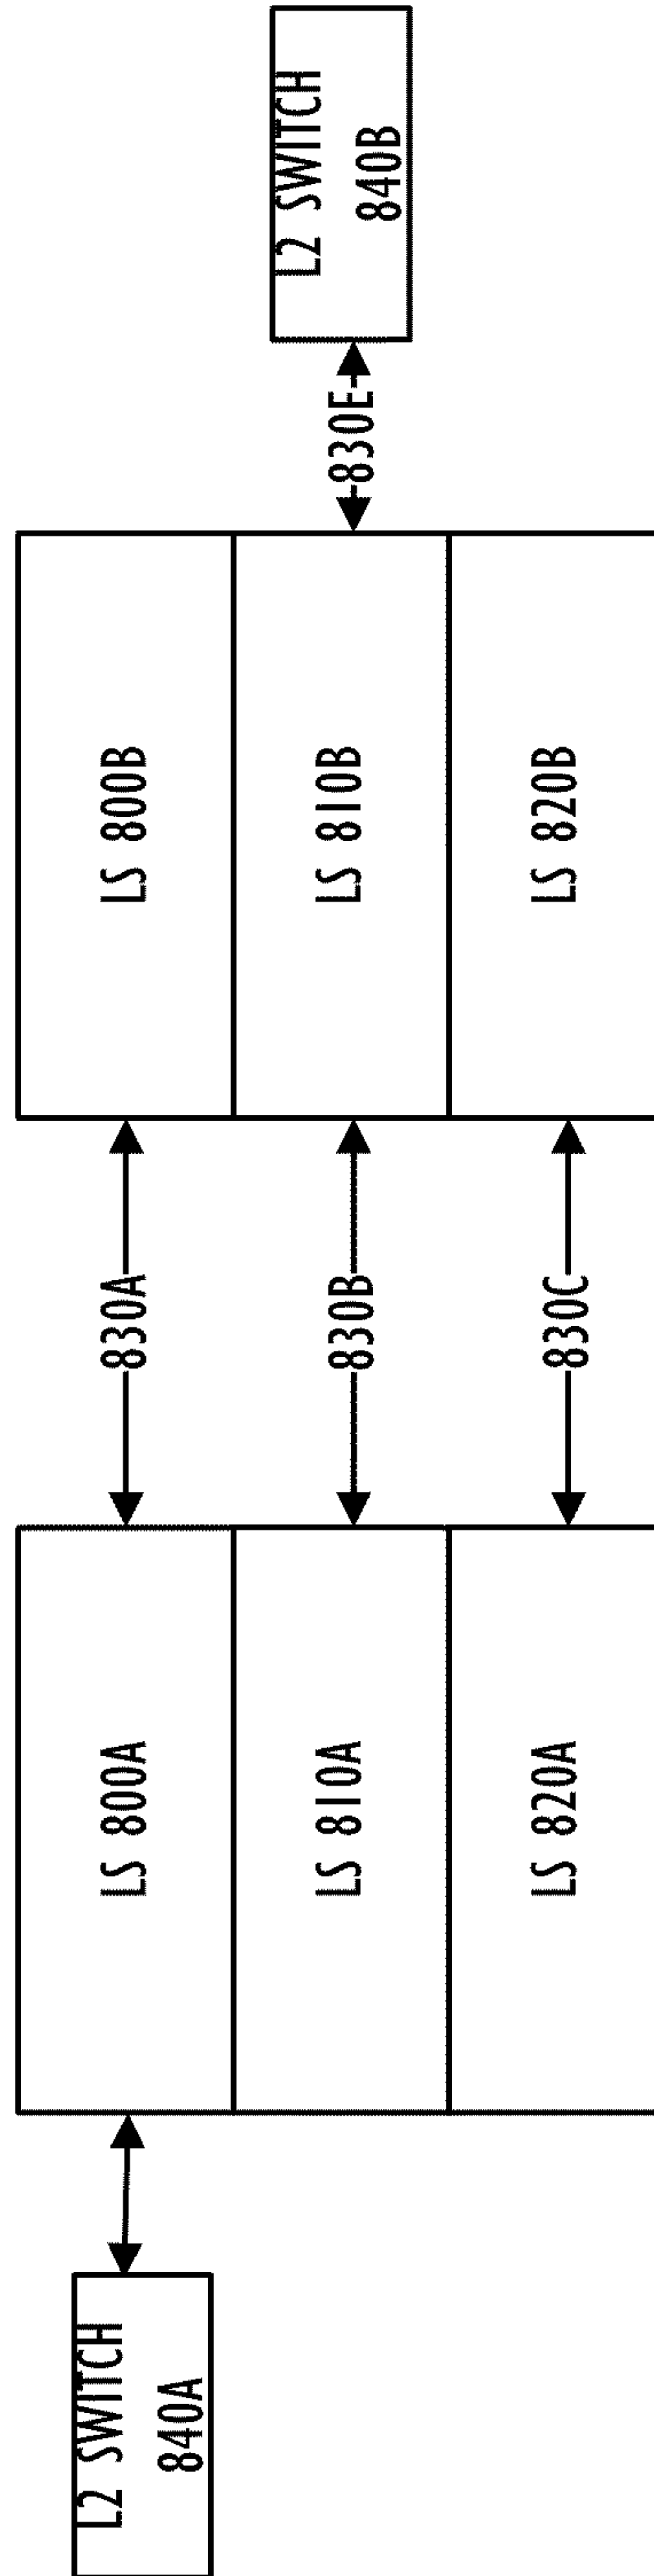 L2 SWITCH
840A
LS 800A
LS 810A
LS 820A
830A
830B
830C
LS 800B
LS 810B
LS 820B
830E
L2 SWITCH
840B